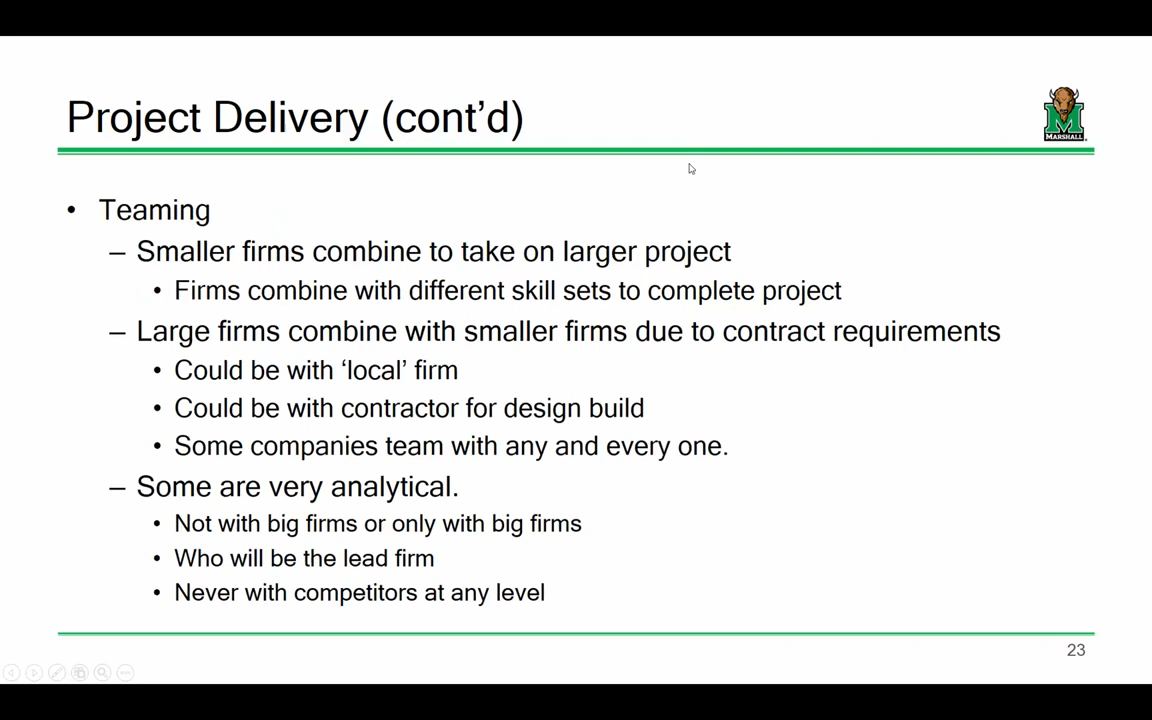 Project Delivery (cont’d)
MARSHALL
• Teaming
– Smaller firms combine to take on larger project
• Firms combine with different skill sets to complete project
– Large firms combine with smaller firms due to contract requirements
• Could be with ‘local’ firm
• Could be with contractor for design build
• Some companies team with any and every one.
– Some are very analytical.
• Not with big firms or only with big firms
• Who will be the lead firm
• Never with competitors at any level
23